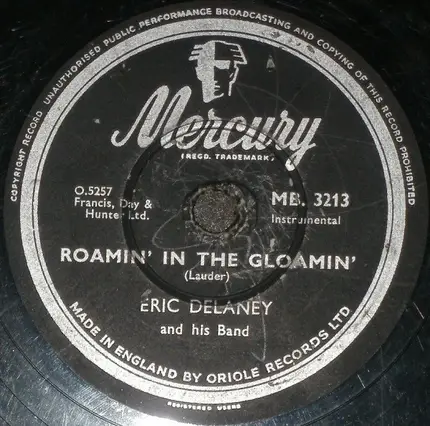 COPYRIGHT RECORD UNAUTHORISED PUBLIC PERFORMANCE BROADCASTING AND COPYING OF THIS RECORD PROHIBITED
Mercury
(REGD. TRADEMARK)
O.5257
Francis, Day &
Hunter Ltd.
MB. 3213
Instrumental
ROAMIN' IN THE GLOAMIN'
(Lauder)
ERIC DELANEY
and his Band
MADE IN ENGLAND BY ORIOLE RECORDS LTD
REGISTERED USERS